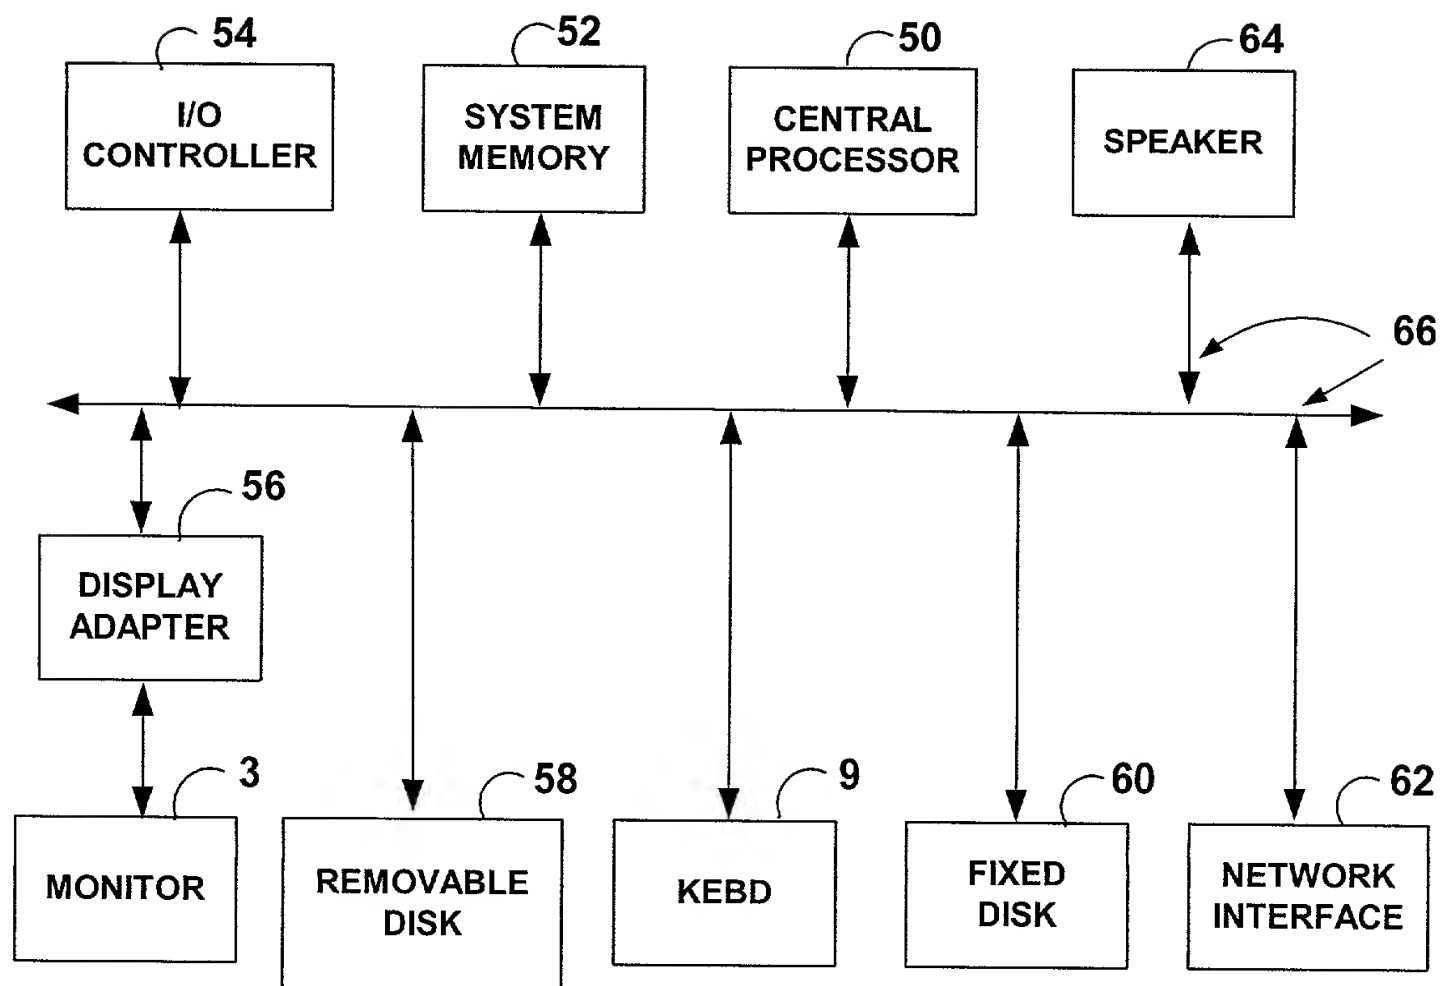 54
52
50
64
I/O
CONTROLLER
SYSTEM
MEMORY
CENTRAL
PROCESSOR
SPEAKER
66
56
DISPLAY
ADAPTER
3
58
9
60
62
MONITOR
REMOVABLE
DISK
KEBD
FIXED
DISK
NETWORK
INTERFACE